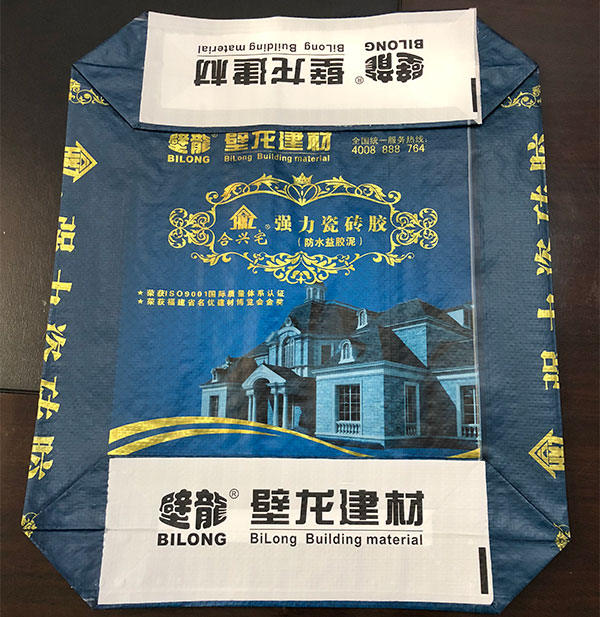 壁龍® 壁龙建材
BILONG BiLong Building material
壁龍 壁龙建材
BILONG BiLong Building material
全国统一服务热线:
4008 888 764
合兴宅® 强力瓷砖胶
(防水益胶泥)
★ 荣获ISO9001国际质量体系认证
★ 荣获福建省名优建材博览会金奖
壁龍® 壁龙建材
BILONG BiLong Building material
强力瓷砖胶
强力瓷砖胶